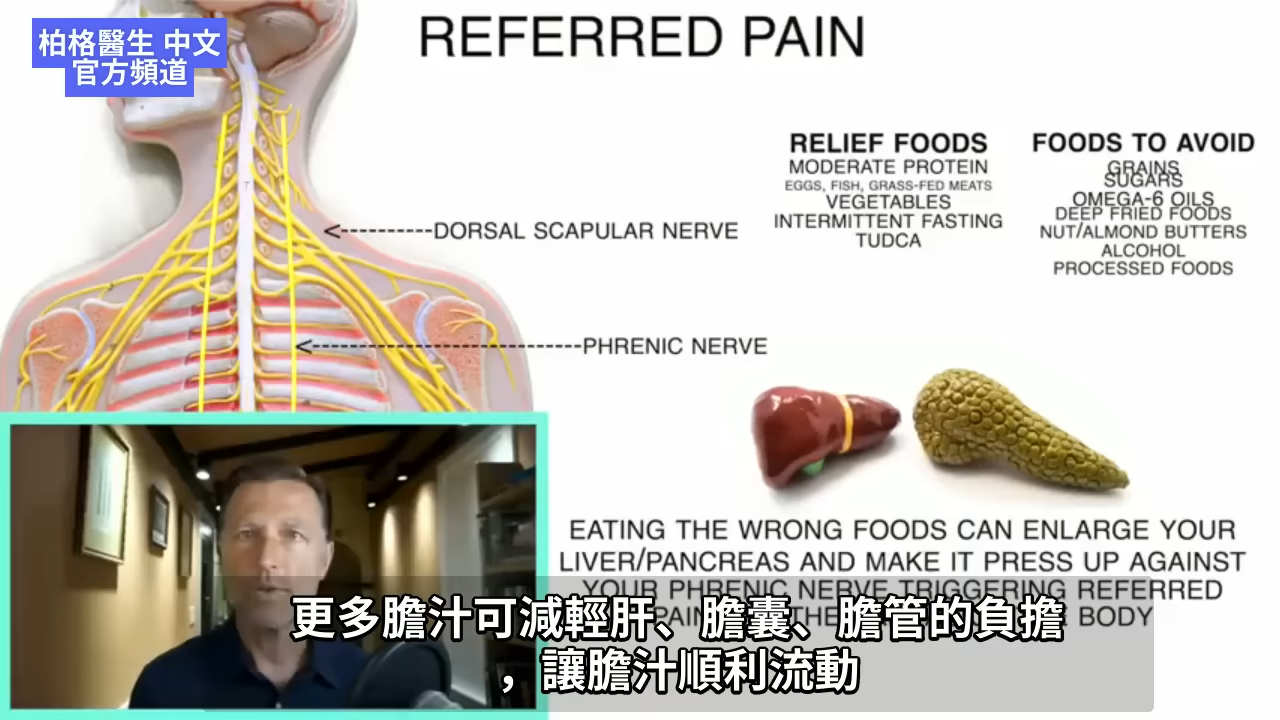 柏格醫生 中文
官方頻道
REFERRED PAIN
RELIEF FOODS
MODERATE PROTEIN
EGGS, FISH, GRASS-FED MEATS
VEGETABLES
INTERMITTENT FASTING
TUDCA
FOODS TO AVOID
GRAINS
SUGARS
OMEGA-6 OILS
DEEP FRIED FOODS
NUT/ALMOND BUTTERS
ALCOHOL
PROCESSED FOODS
<----------DORSAL SCAPULAR NERVE
<----------------------------PHRENIC NERVE
EATING THE WRONG FOODS CAN ENLARGE YOUR
LIVER/PANCREAS AND MAKE IT PRESS UP AGAINST
YOUR PHRENIC NERVE TRIGGERING REFERRED
PAIN BODY
更多膽汁可減輕肝、膽囊、膽管的負擔
，讓膽汁順利流動